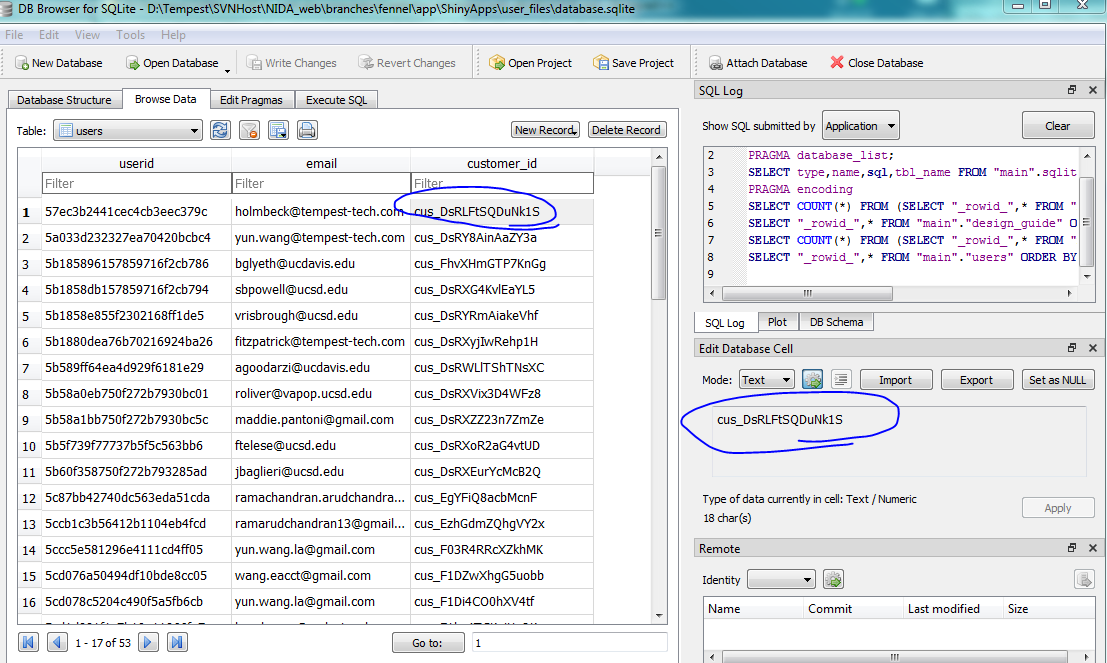 DB Browser for SQLite - D:\Tempest\SVNHost\NIDA_web\branches\fennel\app\ShinyApps\user_files\database.sqlite
File Edit View Tools Help
New Database Open Database Write Changes Revert Changes Open Project Save Project Attach Database Close Database
Database Structure Browse Data Edit Pragmas Execute SQL
Table: users New Record Delete Record
userid email customer_id
Filter Filter Filter
1 57ec3b2441cec4cb3eec379c holmbeck@tempest-tech.com cus_DsRLFtSQDuNk1S
2 5a033d232327ea70420bcbc4 yun.wang@tempest-tech.com cus_DsRY8AinAaZY3a
3 5b185896157859716f2cb786 bglyeth@ucdavis.edu cus_FhvXHmGTP7KnGg
4 5b1858db157859716f2cb794 sbpowell@ucsd.edu cus_DsRXG4KvlEaYL5
5 5b1858e855f2302168ff1de5 vrisbrough@ucsd.edu cus_DsRYRmAiakeVhf
6 5b1880dea76b70216924ba26 fitzpatrick@tempest-tech.com cus_DsRXyjIwRehp1H
7 5b589ff64ea4d929f6181e29 agoodarzi@ucdavis.edu cus_DsRWLlTShTNsXC
8 5b58a0eb750f272b7930bc01 roliver@vapop.ucsd.edu cus_DsRXVix3D4WFz8
9 5b58a1bb750f272b7930bc5c maddie.pantoni@gmail.com cus_DsRXZZ23n7ZmZe
10 5b5f739f77737b5f5c563bb6 ftelese@ucsd.edu cus_DsRXoR2aG4vtUD
11 5b60f358750f272b793285ad jbaglieri@ucsd.edu cus_DsRXEurYcMcB2Q
12 5c87bb42740dc563eda51cda ramachandran.arudchandra... cus_EgYFiQ8acbMcnF
13 5ccb1c3b56412b1104eb4fcd ramarudchandran13@gmail... cus_EzhGdmZQhgVY2x
14 5ccc5e581296e4111cd4ff05 yun.wang.la@gmail.com cus_F03R4RRcXZkhMK
15 5cd076a50494df10bde8cc05 wang.eacct@gmail.com cus_F1DZwXhgG5uobb
16 5cd078c5204c490f5a5fb6cb yun.wang.la@gmail.com cus_F1Di4CO0hXV4tf
1 - 17 of 53 Go to: 1
SQL Log
Show SQL submitted by Application Clear
2 PRAGMA database_list;
3 SELECT type,name,sql,tbl_name FROM "main".sqlit
4 PRAGMA encoding
5 SELECT COUNT(*) FROM (SELECT "_rowid_",* FROM "
6 SELECT "_rowid_",* FROM "main"."design_guide" O
7 SELECT COUNT(*) FROM (SELECT "_rowid_",* FROM "
8 SELECT "_rowid_",* FROM "main"."users" ORDER BY
9
SQL Log Plot DB Schema
Edit Database Cell
Mode: Text Import Export Set as NULL
cus_DsRLFtSQDuNk1S
Type of data currently in cell: Text / Numeric
18 char(s)
Apply
Remote
Identity
Name Commit Last modified Size